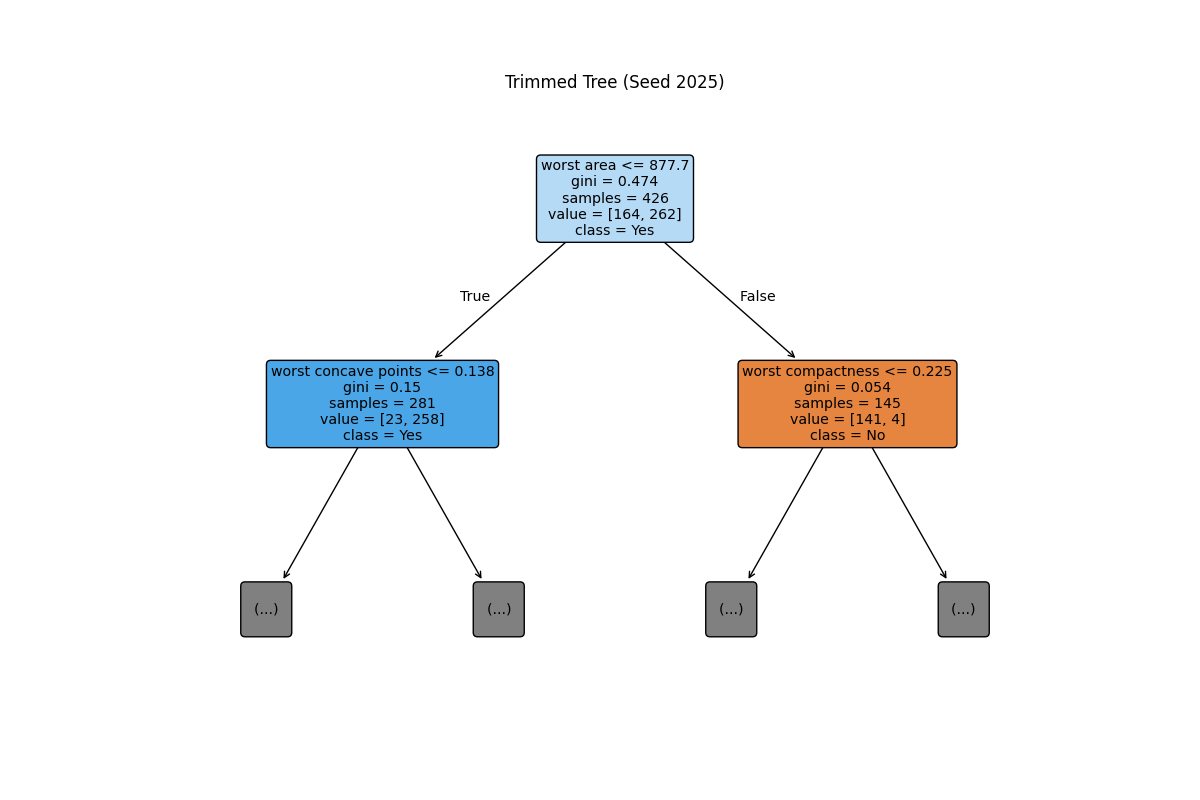 Trimmed Tree (Seed 2025)
worst area <= 877.7
gini = 0.474
samples = 426
value = [164, 262]
class = Yes
True
False
worst concave points <= 0.138
gini = 0.15
samples = 281
value = [23, 258]
class = Yes
worst compactness <= 0.225
gini = 0.054
samples = 145
value = [141, 4]
class = No
(...)
(...)
(...)
(...)